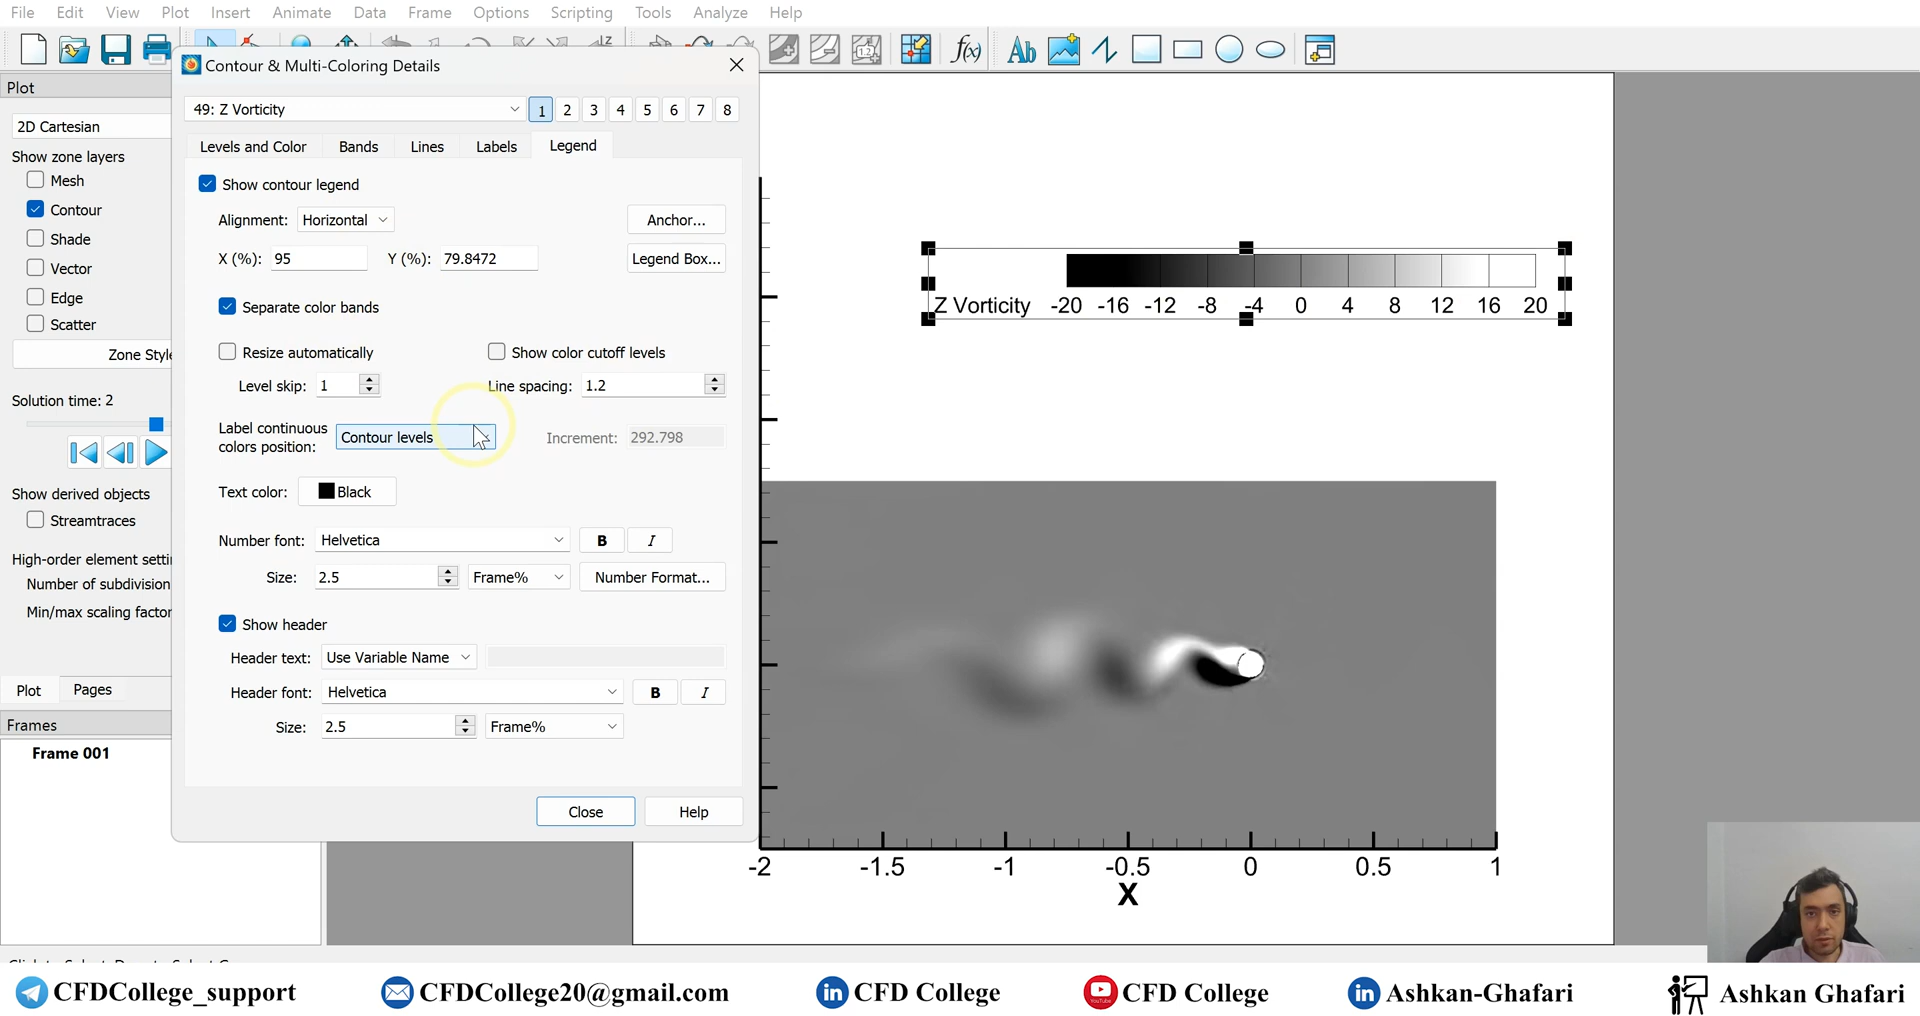 File Edit View Plot Insert Animate Data Frame Options Scripting Tools Analyze Help
Plot
2D Cartesian
Show zone layers
Mesh
Contour
Shade
Vector
Edge
Scatter
Zone Style
Solution time: 2
Show derived objects
Streamtraces
High-order element setti
Number of subdivision
Min/max scaling factor
Plot Pages
Frames
Frame 001
Contour & Multi-Coloring Details
49: Z Vorticity 1 2 3 4 5 6 7 8
Levels and Color Bands Lines Labels Legend
Show contour legend
Alignment: Horizontal Anchor...
X (%): 95 Y (%): 79.8472 Legend Box...
Separate color bands
Resize automatically Show color cutoff levels
Level skip: 1 Line spacing: 1.2
Label continuous
colors position: Contour levels Increment: 292.798
Text color: Black
Number font: Helvetica B I
Size: 2.5 Frame% Number Format...
Show header
Header text: Use Variable Name
Header font: Helvetica B I
Size: 2.5 Frame%
Close Help
Z Vorticity -20 -16 -12 -8 -4 0 4 8 12 16 20
-2 -1.5 -1 -0.5 0 0.5 1
X
CFDCollege_support CFDCollege20@gmail.com CFD College CFD College Ashkan-Ghafari Ashkan Ghafari